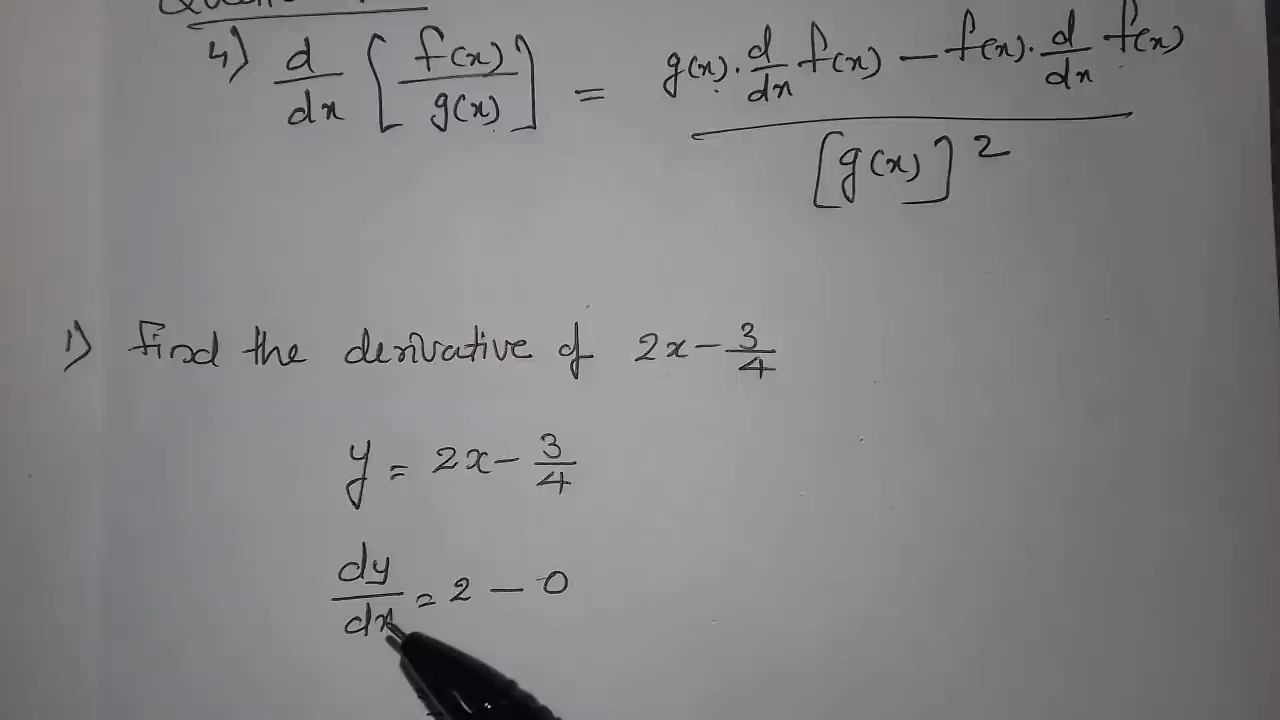 4) d/dx [f(x)/g(x)] = g(x). d/dx f(x) - f(x). d/dx f(x) / [g(x)]²
1) Find the derivative of 2x - 3/4
y = 2x - 3/4
dy/dx = 2 - 0